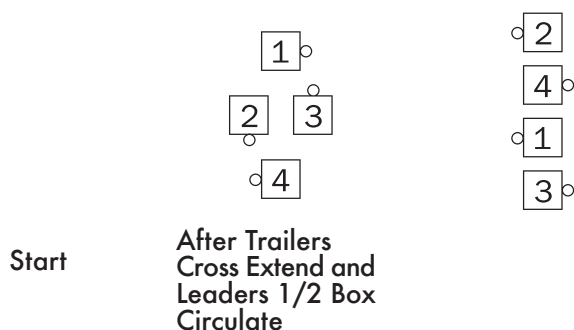 1
2
3
4
2
4
1
3
Start
After Trailers
Cross Extend and
Leaders 1/2 Box
Circulate